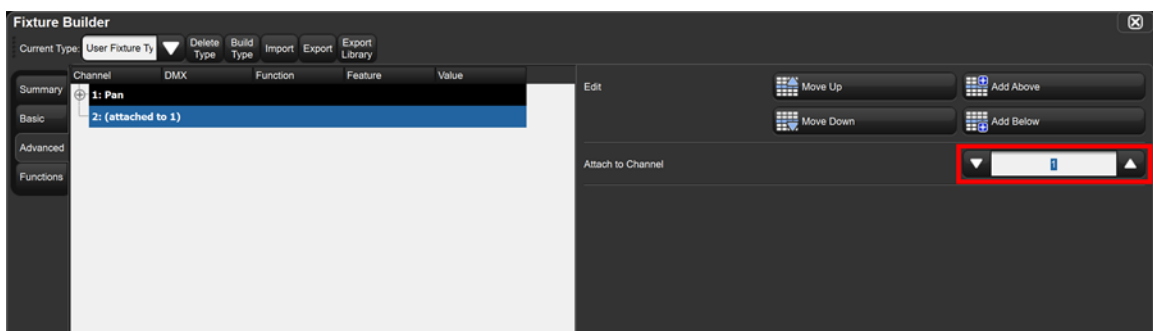 Fixture Builder
Current Type: User Fixture Ty Delete Type Build Type Import Export Export Library
Channel DMX Function Feature Value
Summary
Basic
Advanced
Functions
1: Pan
2: (attached to 1)
Edit
Move Up Add Above
Move Down Add Below
Attach to Channel 1